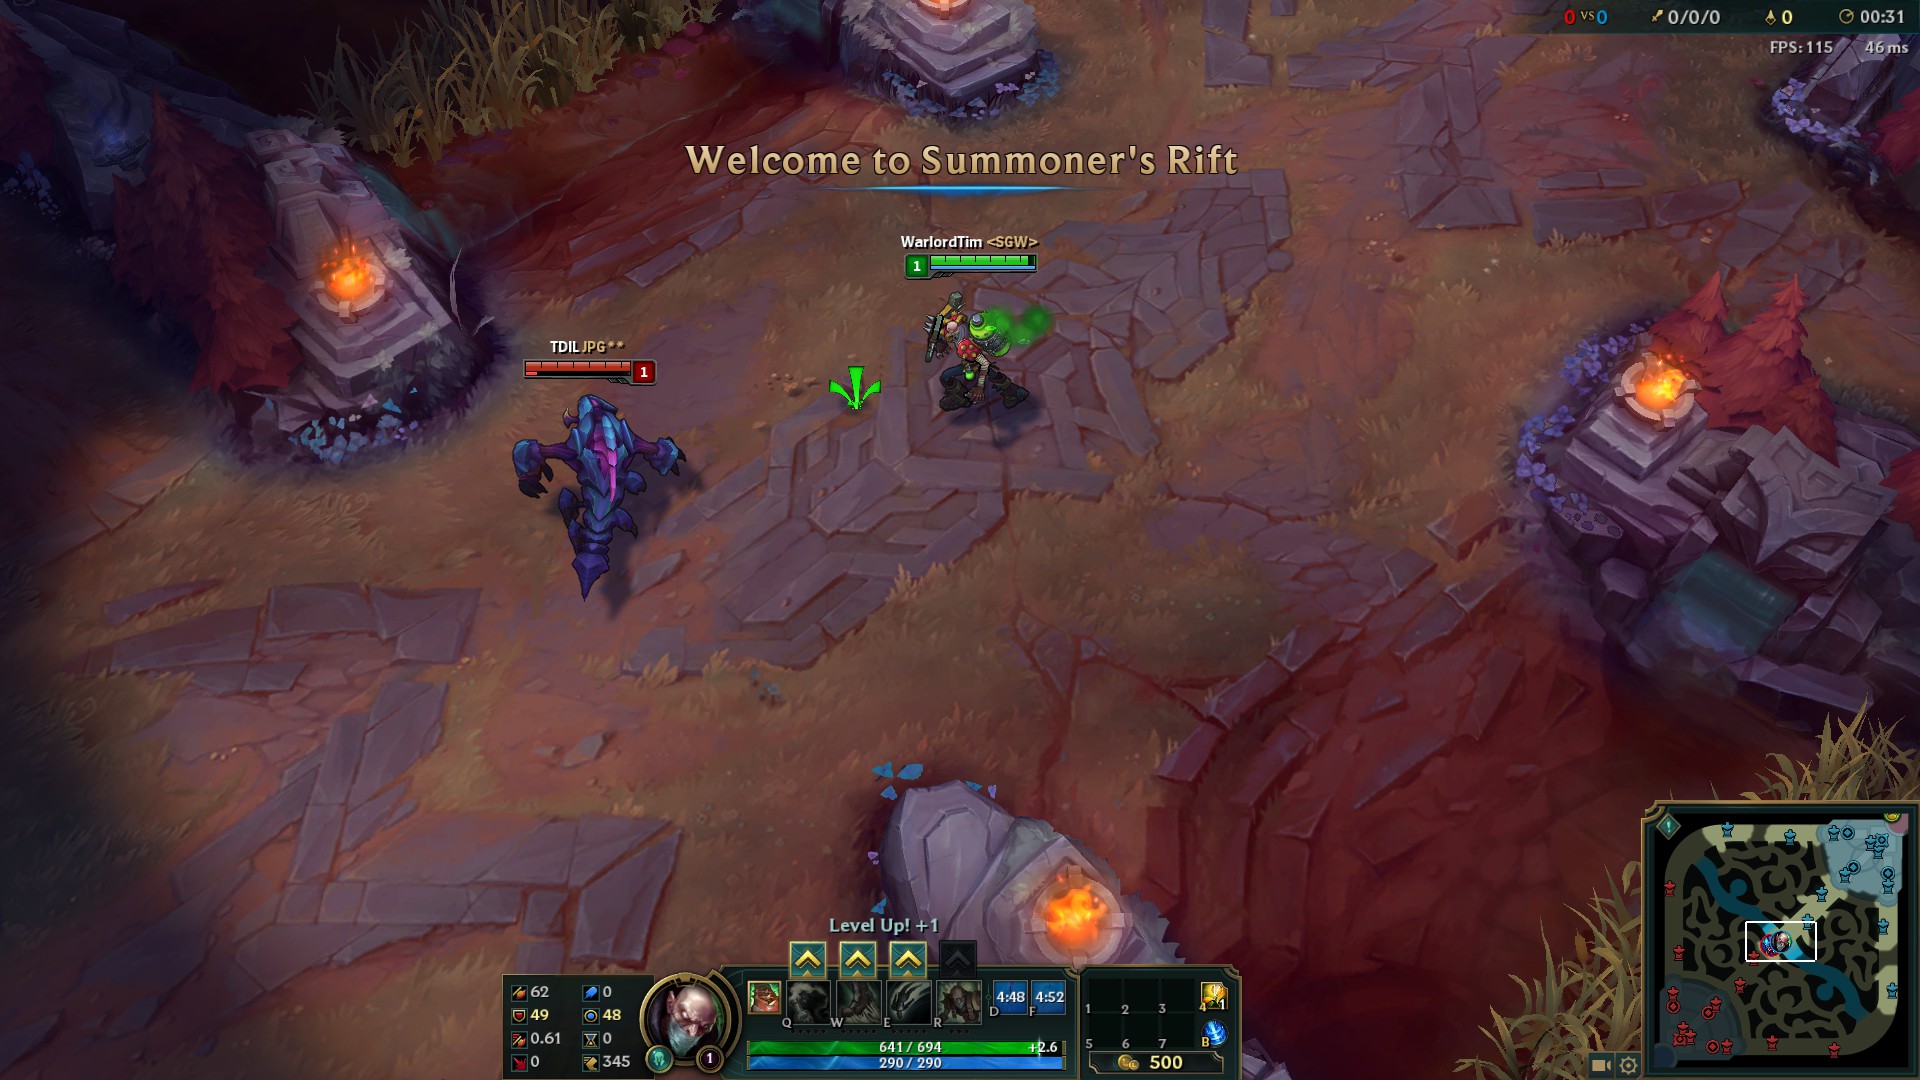 0 VS 0 0/0/0 0 00:31
FPS: 115 46 ms
Welcome to Summoner's Rift
WarlordTim <SGW>
1
TDIL JPG**
1
Level Up! +1
62 0
49 48
0.61 0
0 345
1
Q W E R
4:48 4:52
D F
641 / 694 +2.6
290 / 290
1 2 3 4 1
5 6 7 B
500